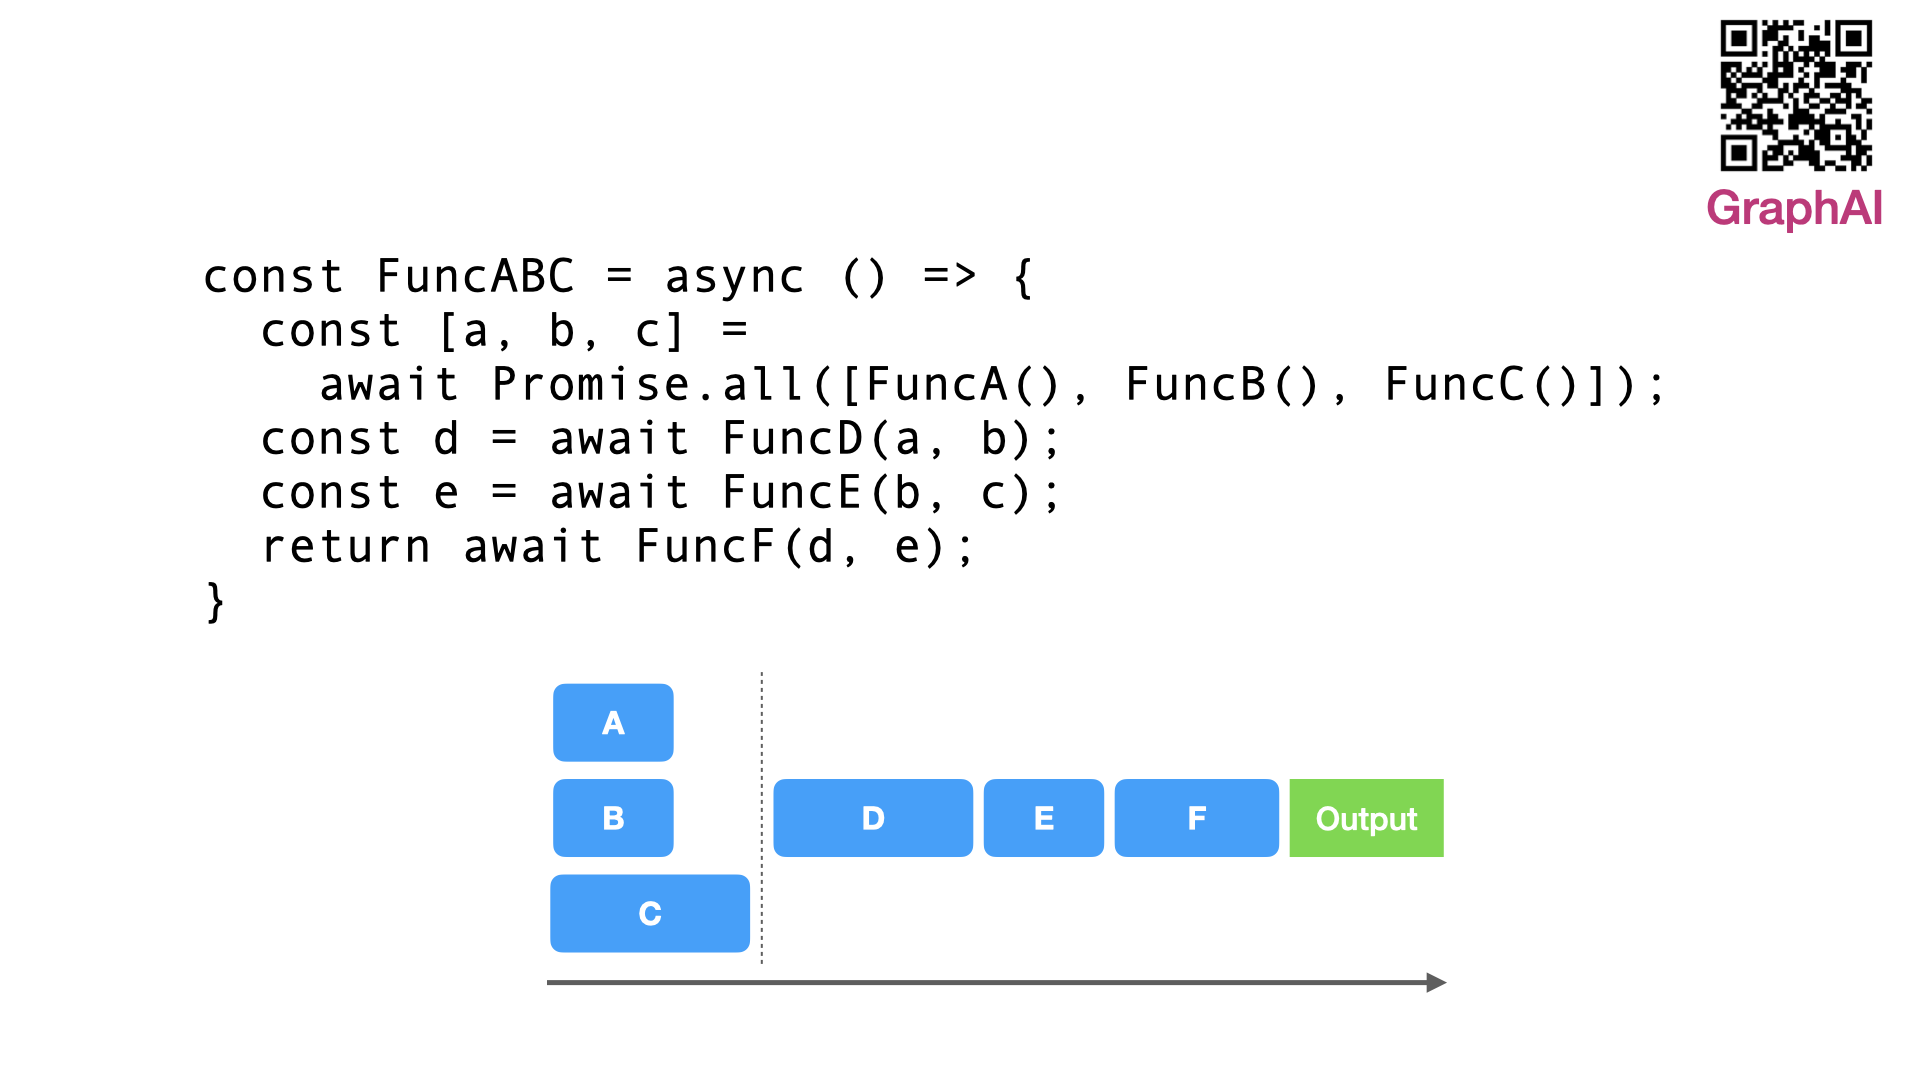 GraphAI
const FuncABC = async () => {
  const [a, b, c] =
    await Promise.all([FuncA(), FuncB(), FuncC()]);
  const d = await FuncD(a, b);
  const e = await FuncE(b, c);
  return await FuncF(d, e);
}
A
B
D E F Output
C